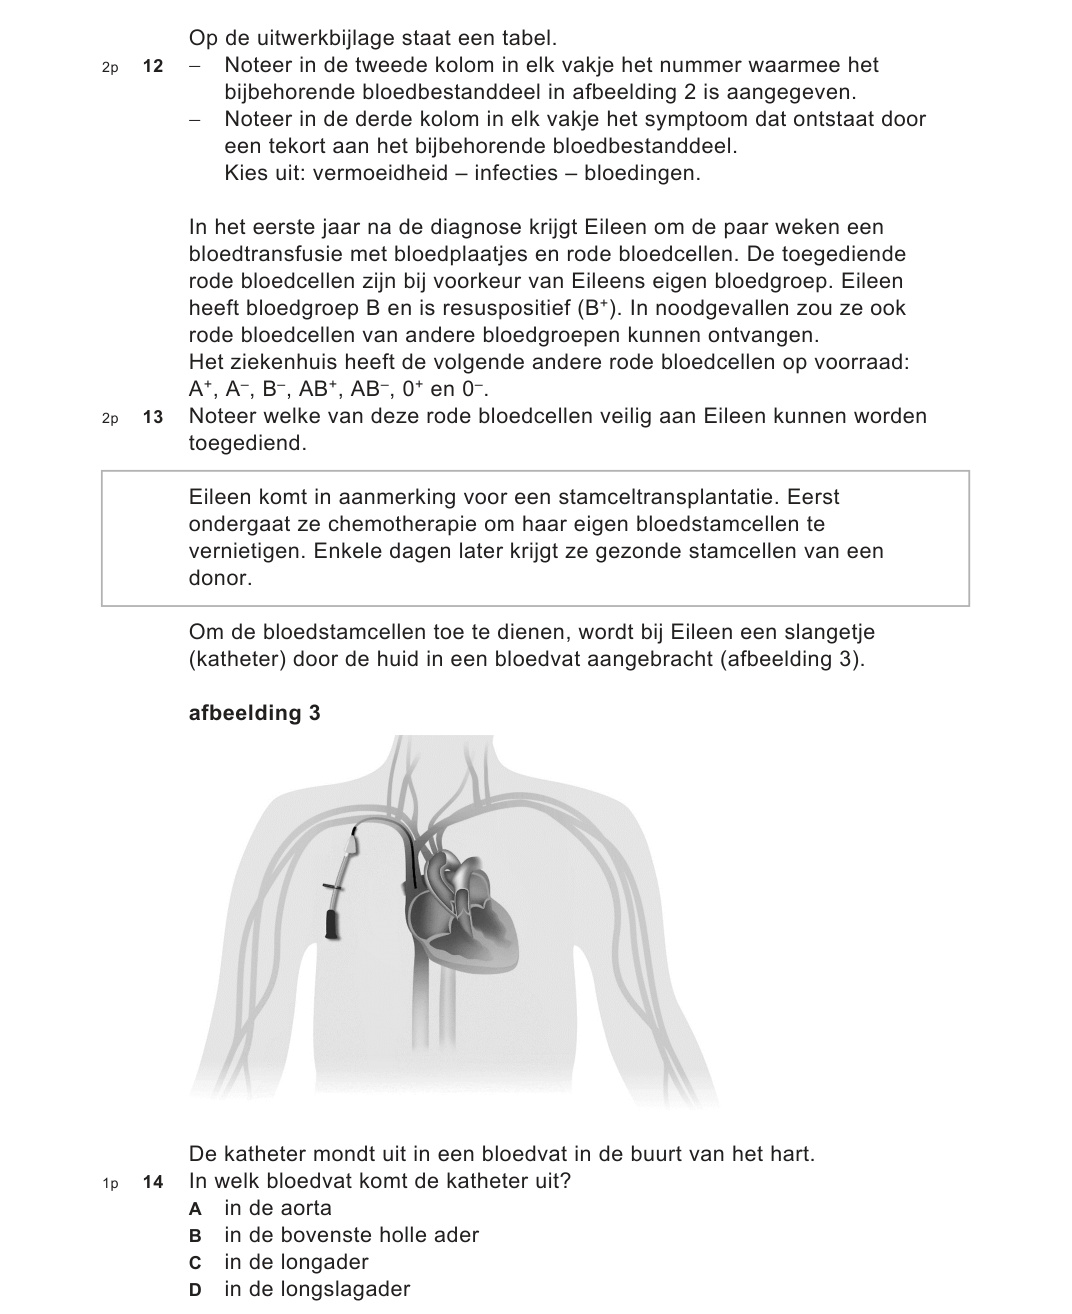 Op de uitwerkbijlage staat een tabel.
2p 12 – Noteer in de tweede kolom in elk vakje het nummer waarmee het
bijbehorende bloedbestanddeel in afbeelding 2 is aangegeven.
– Noteer in de derde kolom in elk vakje het symptoom dat ontstaat door
een tekort aan het bijbehorende bloedbestanddeel.
Kies uit: vermoeidheid – infecties – bloedingen.
In het eerste jaar na de diagnose krijgt Eileen om de paar weken een
bloedtransfusie met bloedplaatjes en rode bloedcellen. De toegediende
rode bloedcellen zijn bij voorkeur van Eileens eigen bloedgroep. Eileen
heeft bloedgroep B en is resuspositief (B⁺). In noodgevallen zou ze ook
rode bloedcellen van andere bloedgroepen kunnen ontvangen.
Het ziekenhuis heeft de volgende andere rode bloedcellen op voorraad:
A⁺, A⁻, B⁻, AB⁺, AB⁻, 0⁺ en 0⁻.
2p 13 Noteer welke van deze rode bloedcellen veilig aan Eileen kunnen worden
toegediend.
Eileen komt in aanmerking voor een stamceltransplantatie. Eerst
ondergaat ze chemotherapie om haar eigen bloedstamcellen te
vernietigen. Enkele dagen later krijgt ze gezonde stamcellen van een
donor.
Om de bloedstamcellen toe te dienen, wordt bij Eileen een slangetje
(katheter) door de huid in een bloedvat aangebracht (afbeelding 3).
afbeelding 3
De katheter mondt uit in een bloedvat in de buurt van het hart.
1p 14 In welk bloedvat komt de katheter uit?
A in de aorta
B in de bovenste holle ader
C in de longader
D in de longslagader